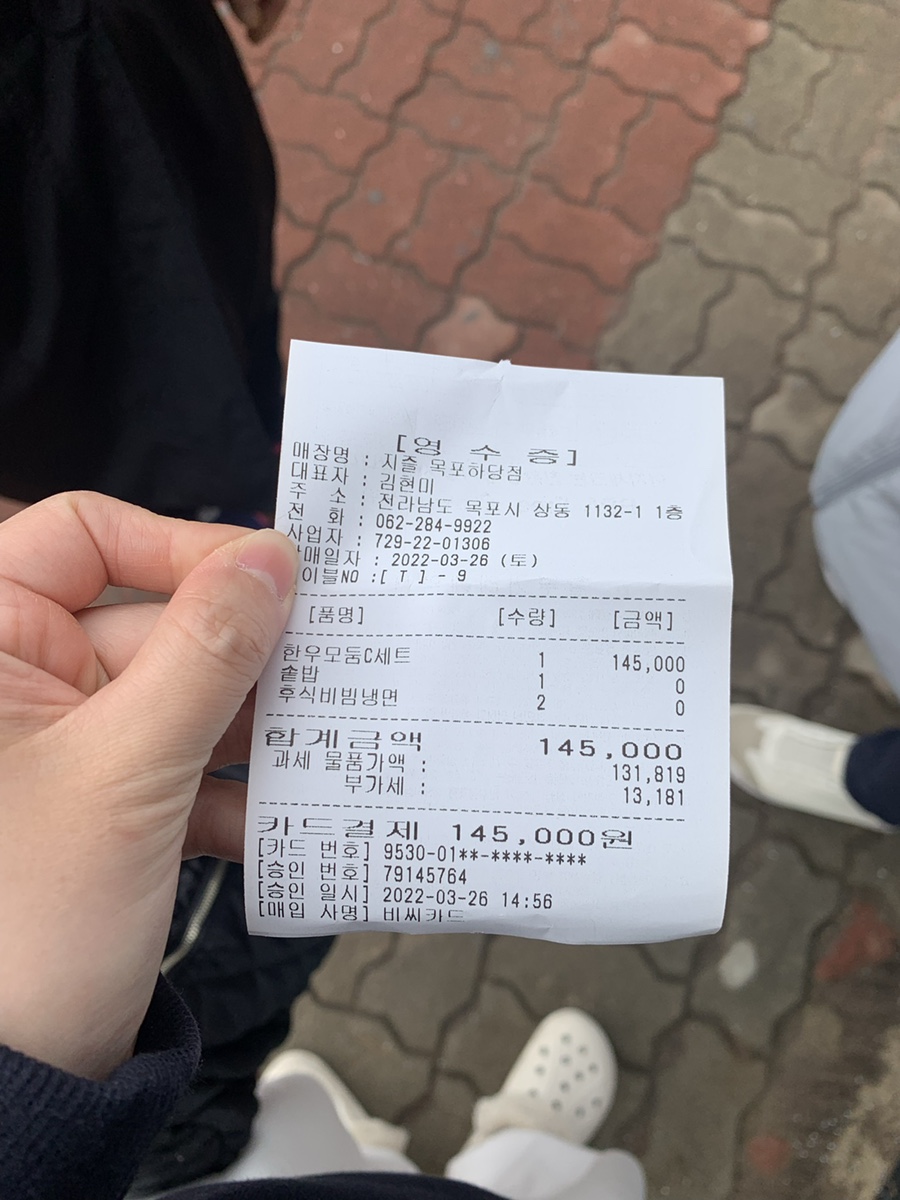 [영 수 증]
매장명 : 지즐 목포하당점
대표자 : 김현미
주 소 : 전라남도 목포시 상동 1132-1 1층
전 화 : 062-284-9922
사업자 : 729-22-01306
매일자 : 2022-03-26 (토)
이블NO :[ T ] - 9
[품명] [수량] [금액]
한우모둠C세트 1 145,000
솥밥 1 0
후식비빔냉면 2 0
합계금액 145,000
과세 물품가액 : 131,819
부가세 : 13,181
카드결제 145,000원
[카드 번호] 9530-01**-****-****
[승인 번호] 79145764
[승인 일시] 2022-03-26 14:56
[매입 사명] 비씨카드